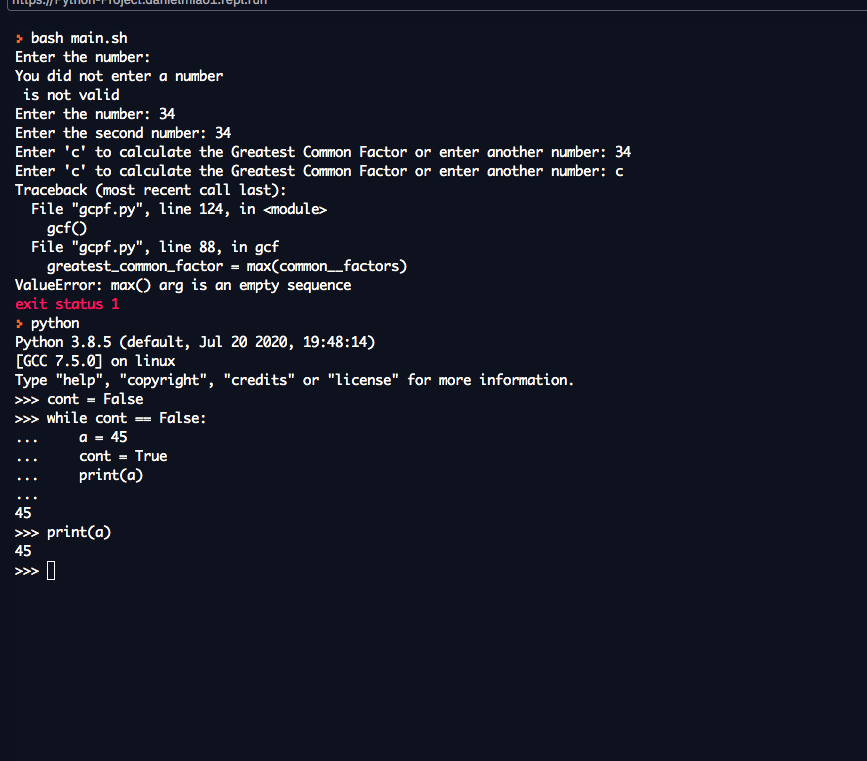 https://Python-Project.danielmiao1.repl.run
> bash main.sh
Enter the number:
You did not enter a number
 is not valid
Enter the number: 34
Enter the second number: 34
Enter 'c' to calculate the Greatest Common Factor or enter another number: 34
Enter 'c' to calculate the Greatest Common Factor or enter another number: c
Traceback (most recent call last):
  File "gcpf.py", line 124, in <module>
    gcf()
  File "gcpf.py", line 88, in gcf
    greatest_common_factor = max(common__factors)
ValueError: max() arg is an empty sequence
exit status 1
> python
Python 3.8.5 (default, Jul 20 2020, 19:48:14)
[GCC 7.5.0] on linux
Type "help", "copyright", "credits" or "license" for more information.
>>> cont = False
>>> while cont == False:
...     a = 45
...     cont = True
...     print(a)
...
45
>>> print(a)
45
>>>